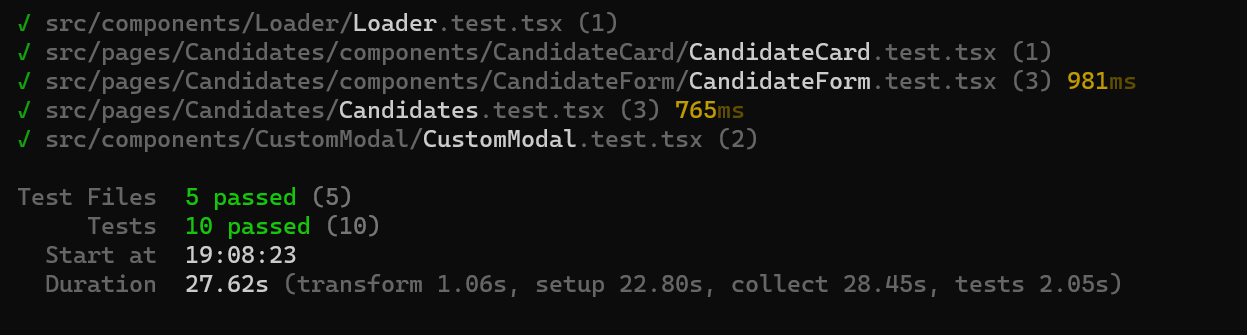 √ src/components/Loader/Loader.test.tsx (1)
√ src/pages/Candidates/components/CandidateCard/CandidateCard.test.tsx (1)
√ src/pages/Candidates/components/CandidateForm/CandidateForm.test.tsx (3) 981ms
√ src/pages/Candidates/Candidates.test.tsx (3) 765ms
√ src/components/CustomModal/CustomModal.test.tsx (2)
Test Files 5 passed (5)
Tests 10 passed (10)
Start at 19:08:23
Duration 27.62s (transform 1.06s, setup 22.80s, collect 28.45s, tests 2.05s)